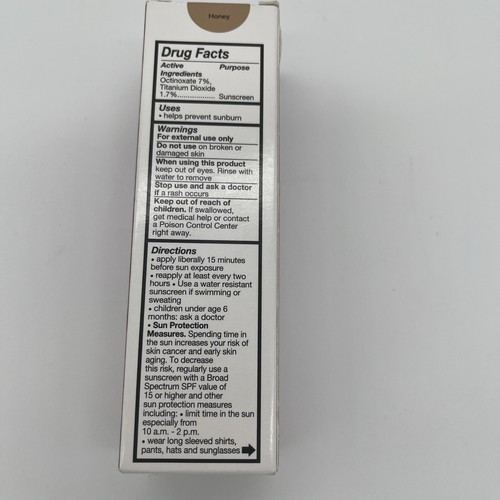 Honey
Drug Facts
Active Purpose
Ingredients
Octinoxate 7%,
Titanium Dioxide
1.7%.................. Sunscreen
Uses
• helps prevent sunburn
Warnings
For external use only
Do not use on broken or
damaged skin
When using this product
keep out of eyes. Rinse with
water to remove
Stop use and ask a doctor
if a rash occurs
Keep out of reach of
children. If swallowed,
get medical help or contact
a Poison Control Center
right away.
Directions
• apply liberally 15 minutes
before sun exposure
• reapply at least every two
hours • Use a water resistant
sunscreen if swimming or
sweating
• children under age 6
months: ask a doctor
• Sun Protection
Measures. Spending time in
the sun increases your risk of
skin cancer and early skin
aging. To decrease
this risk, regularly use a
sunscreen with a Broad
Spectrum SPF value of
15 or higher and other
sun protection measures
including: • limit time in the sun
especially from
10 a.m. - 2 p.m.
• wear long sleeved shirts,
pants, hats and sunglasses